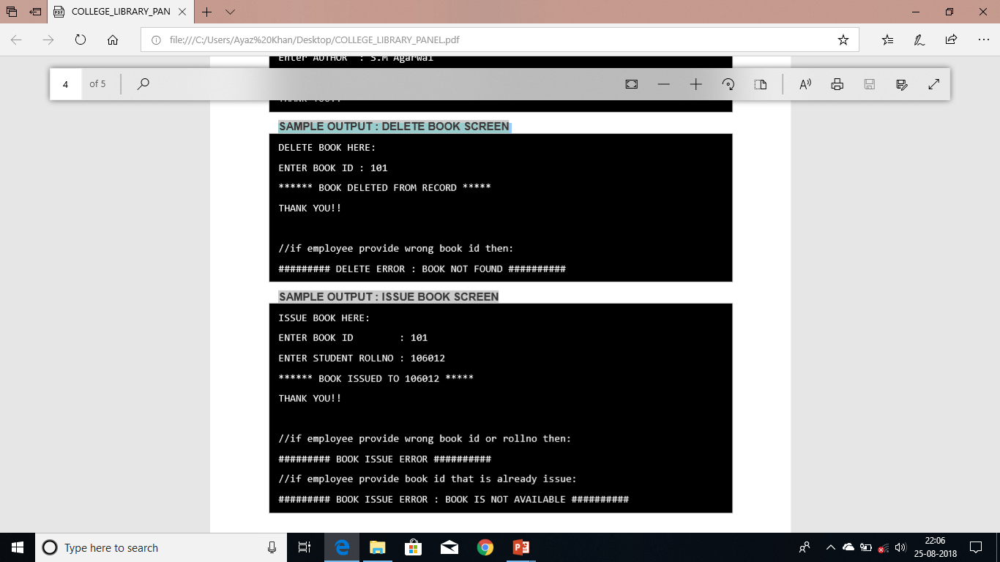 COLLEGE_LIBRARY_PAN
file:///C:/Users/Ayaz%20Khan/Desktop/COLLEGE_LIBRARY_PANEL.pdf
Enter AUTHOR : S.M Agarwal
4 of 5
THANK YOU!!
SAMPLE OUTPUT : DELETE BOOK SCREEN
DELETE BOOK HERE:
ENTER BOOK ID : 101
****** BOOK DELETED FROM RECORD *****
THANK YOU!!
//if employee provide wrong book id then:
######### DELETE ERROR : BOOK NOT FOUND ##########
SAMPLE OUTPUT : ISSUE BOOK SCREEN
ISSUE BOOK HERE:
ENTER BOOK ID        : 101
ENTER STUDENT ROLLNO : 106012
****** BOOK ISSUED TO 106012 *****
THANK YOU!!
//if employee provide wrong book id or rollno then:
######### BOOK ISSUE ERROR ##########
//if employee provide book id that is already issue:
######### BOOK ISSUE ERROR : BOOK IS NOT AVAILABLE ##########
Type here to search
22:06
25-08-2018